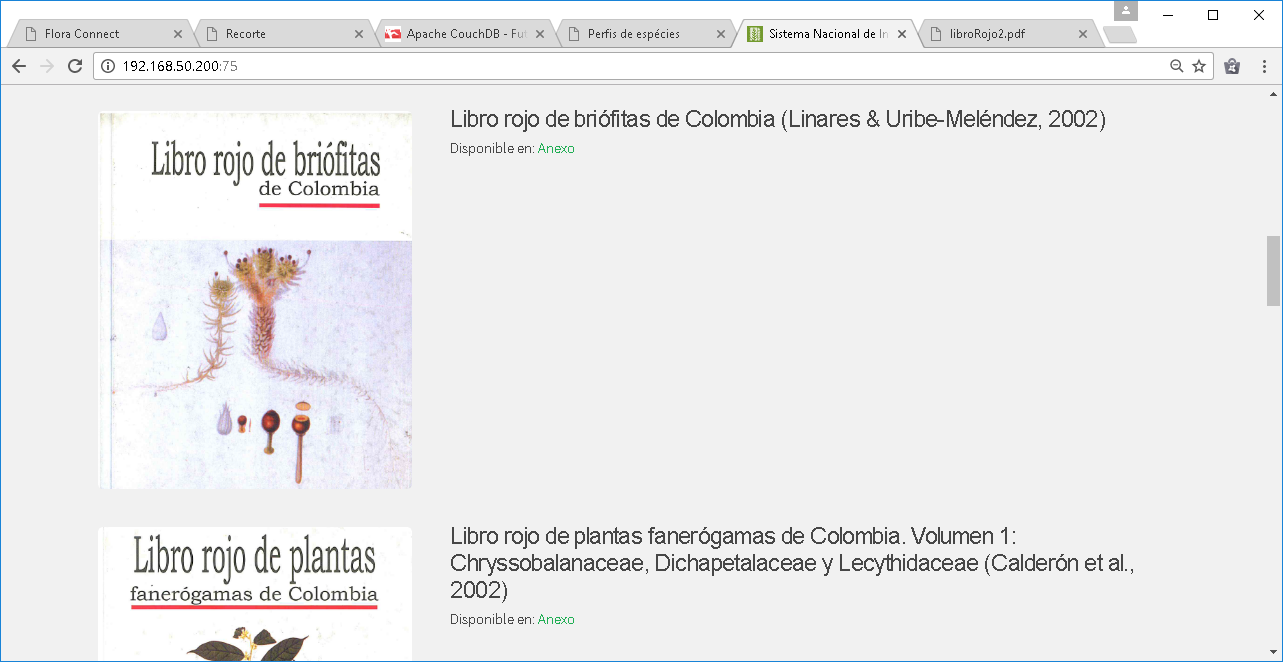 Flora Connect
Recorte
Apache CouchDB - Fut
Perfis de espécies
Sistema Nacional de In
libroRojo2.pdf
192.168.50.200:75
Libro rojo de briófitas
de Colombia
Libro rojo de briófitas de Colombia (Linares & Uribe-Meléndez, 2002)
Disponible en: Anexo
Libro rojo de plantas
fanerógamas de Colombia
Libro rojo de plantas fanerógamas de Colombia. Volumen 1:
Chryssobalanaceae, Dichapetalaceae y Lecythidaceae (Calderón et al.,
2002)
Disponible en: Anexo